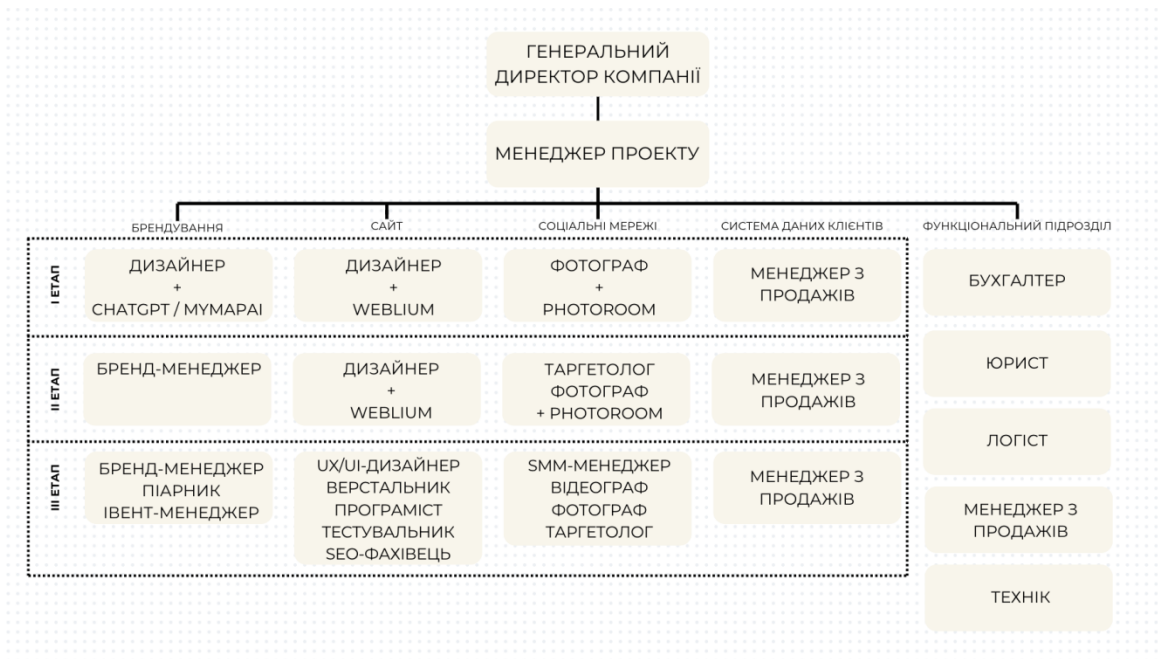 ГЕНЕРАЛЬНИЙ
ДИРЕКТОР КОМПАНІЇ
МЕНЕДЖЕР ПРОЕКТУ
БРЕНДУВАННЯ
САЙТ
СОЦІАЛЬНІ МЕРЕЖІ
СИСТЕМА ДАНИХ КЛІЄНТІВ
ФУНКЦІОНАЛЬНИЙ ПІДРОЗДІЛ
І ЕТАП
ДИЗАЙНЕР
+
CHATGPT / MYMAPAI
ДИЗАЙНЕР
+
WEBLIUM
ФОТОГРАФ
+
PHOTOROOM
МЕНЕДЖЕР З
ПРОДАЖІВ
ІІ ЕТАП
БРЕНД-МЕНЕДЖЕР
ДИЗАЙНЕР
+
WEBLIUM
ТАРГЕТОЛОГ
ФОТОГРАФ
+ PHOTOROOM
МЕНЕДЖЕР З
ПРОДАЖІВ
ІІІ ЕТАП
БРЕНД-МЕНЕДЖЕР
ПІАРНИК
ІВЕНТ-МЕНЕДЖЕР
UX/UI-ДИЗАЙНЕР
ВЕРСТАЛЬНИК
ПРОГРАМІСТ
ТЕСТУВАЛЬНИК
SEO-ФАХІВЕЦЬ
SMM-МЕНЕДЖЕР
ВІДЕОГРАФ
ФОТОГРАФ
ТАРГЕТОЛОГ
МЕНЕДЖЕР З
ПРОДАЖІВ
БУХГАЛТЕР
ЮРИСТ
ЛОГІСТ
МЕНЕДЖЕР З
ПРОДАЖІВ
ТЕХНІК